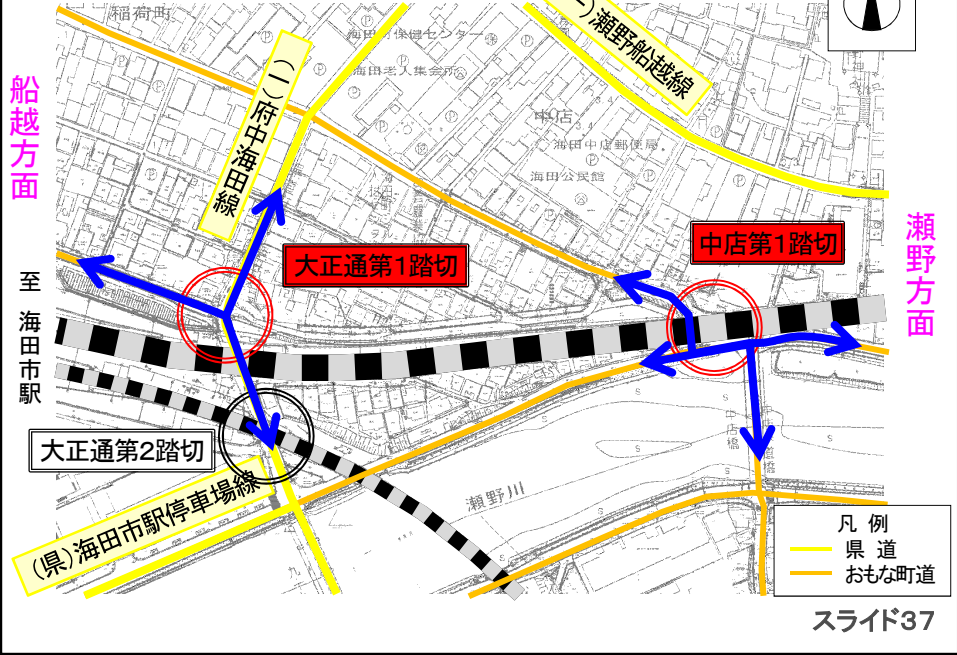 稲荷町
海田町保健センター
海田老人集会所
(一)府中海田線
)瀬野船越線
船越方面
中店
海田中店郵便局
海田公民館
大正通第1踏切
中店第1踏切
瀬野方面
至 海田市駅
大正通第2踏切
中店橋
瀬野川
(県)海田市駅停車場線
凡 例
県 道
おもな町道
スライド37